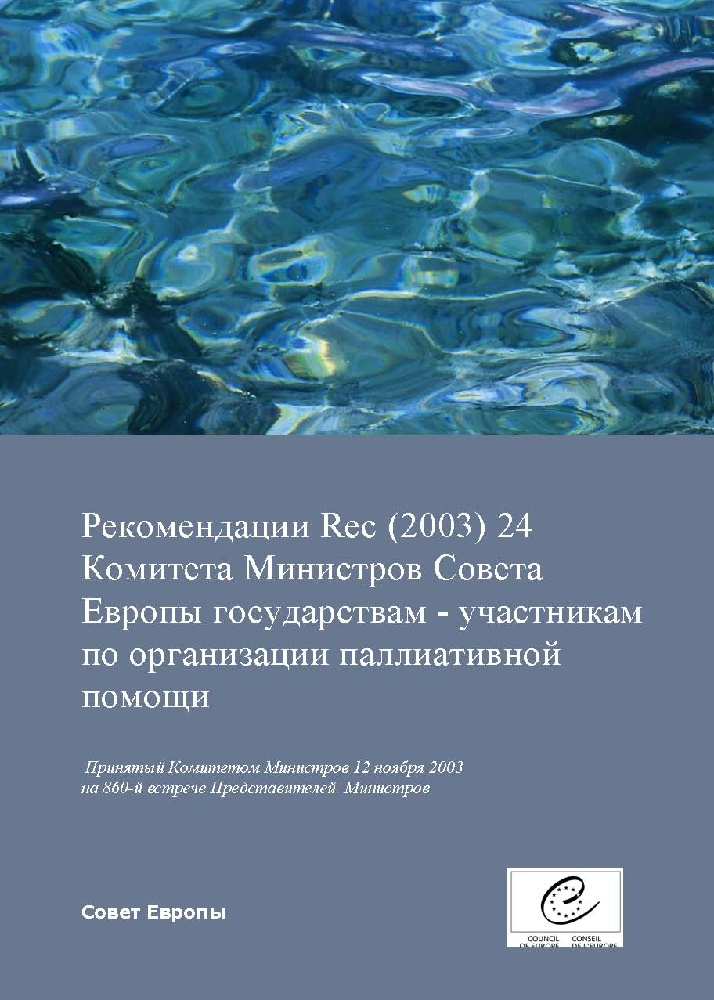 Рекомендации Rec (2003) 24
Комитета Министров Совета
Европы государствам - участникам
по организации паллиативной
помощи
Принятый Комитетом Министров 12 ноября 2003
на 860-й встрече Представителей Министров
Совет Европы
COUNCIL CONSEIL
OF EUROPE DE L'EUROPE